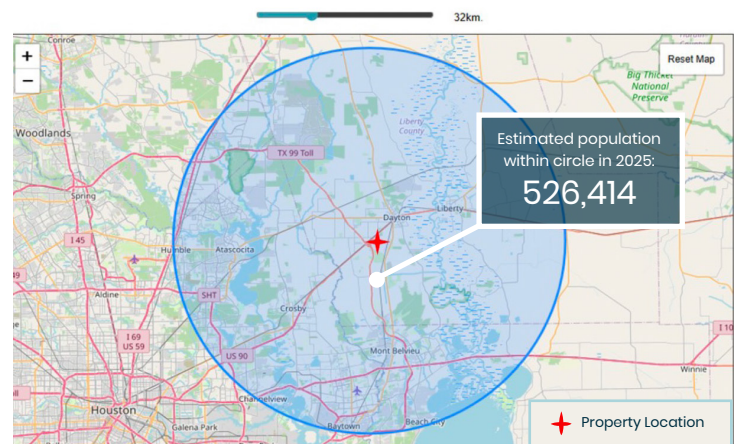 32km.
Conroe
+
−
Reset Map
Big Thicket
National
Preserve
Woodlands
Liberty
County
TX 99 Toll
Estimated population
within circle in 2025:
526,414
Spring
Dayton
Liberty
I 45
Humble
Atascocita
Aldine
SHT
Crosby
I 10
I 69
US 59
US 90
Mont Belvieu
Winnie
Channelview
Houston
Galena Park
Baytown
Beach City
Property Location